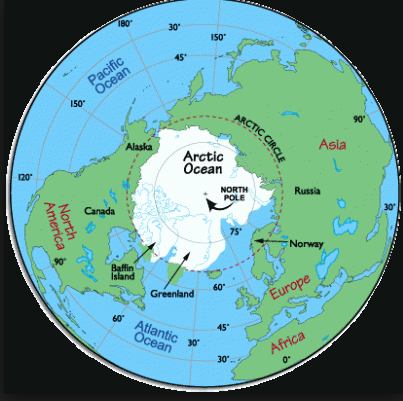 180°
30°
150°
45°
Pacific
Ocean
150°
ARCTIC CIRCLE
90°
Alaska
Asia
Arctic
Ocean
120°
NORTH
POLE
Russia
North
America
Canada
30°
75°
Norway
90°
Baffin
Island
Greenland
60°
Europe
60°
Atlantic
Ocean
45°
30°
Africa
30°
0°